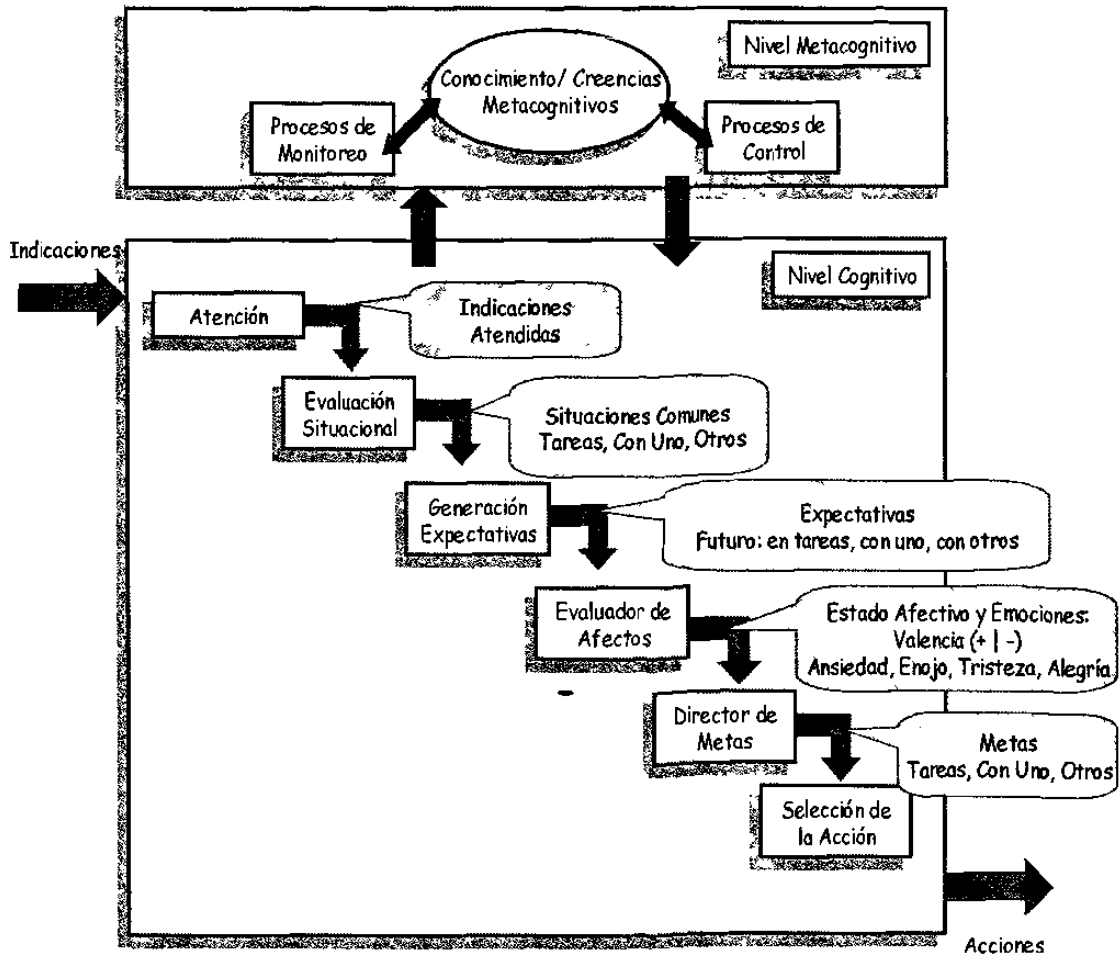 Nivel Metacognitivo
Conocimiento/ Creencias
Metacognitivos
Procesos de
Monitoreo
Procesos de
Control
Indicaciones
Nivel Cognitivo
Atención
Indicaciones
Atendidas
Evaluación
Situacional
Situaciones Comunes
Tareas, Con Uno, Otros
Generación
Expectativas
Expectativas
Futuro: en tareas, con uno, con otros
Evaluador de
Afectos
Estado Afectivo y Emociones:
Valencia (+ | -)
Ansiedad, Enojo, Tristeza, Alegría
Director de
Metas
Metas
Tareas, Con Uno, Otros
Selección de
la Acción
Acciones